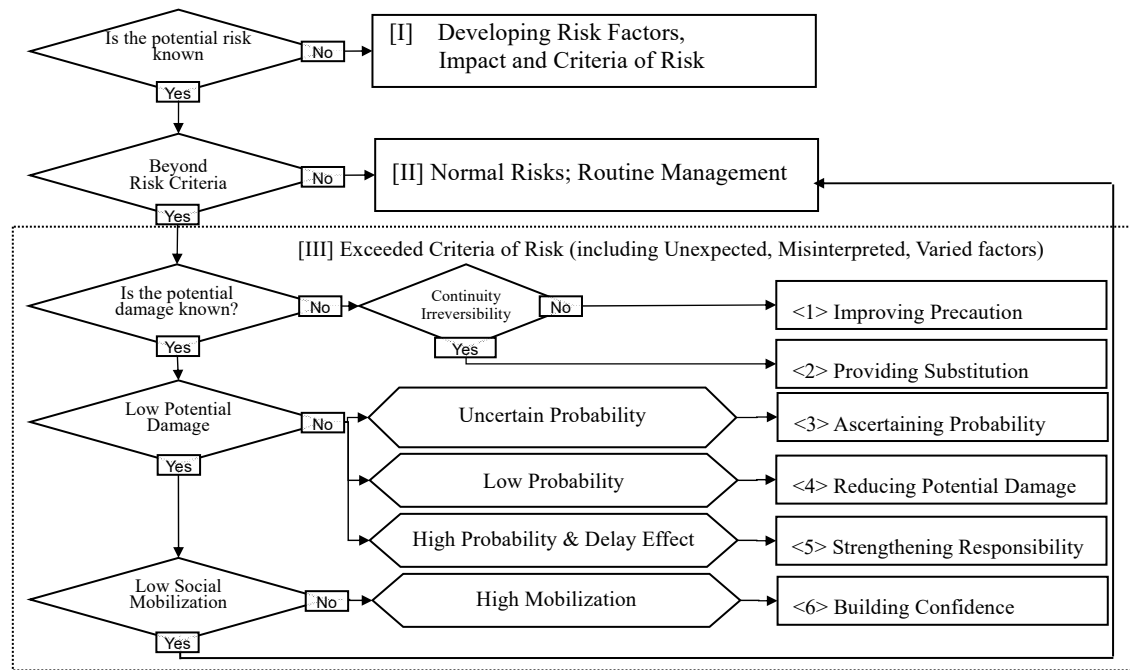 Is the potential risk
known
No
[I] Developing Risk Factors,
Impact and Criteria of Risk
Yes
Beyond
Risk Criteria
No
[II] Normal Risks; Routine Management
Yes
[III] Exceeded Criteria of Risk (including Unexpected, Misinterpreted, Varied factors)
Is the potential
damage known?
No
Continuity
Irreversibility
No
<1> Improving Precaution
Yes
Yes
<2> Providing Substitution
Low Potential
Damage
No
Uncertain Probability
<3> Ascertaining Probability
Yes
Low Probability
<4> Reducing Potential Damage
High Probability & Delay Effect
<5> Strengthening Responsibility
Low Social
Mobilization
No
High Mobilization
<6> Building Confidence
Yes